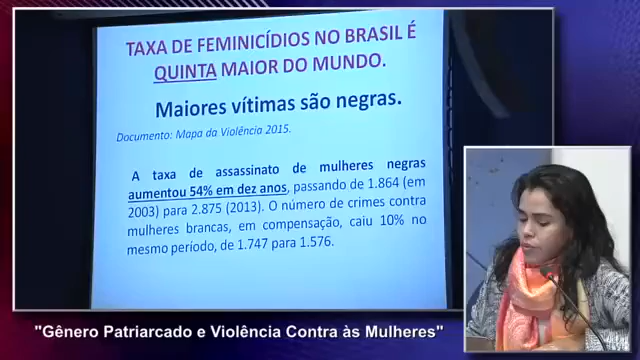 TAXA DE FEMINICÍDIOS NO BRASIL É
QUINTA MAIOR DO MUNDO.
Maiores vítimas são negras.
Documento: Mapa da Violência 2015.
A taxa de assassinato de mulheres negras
aumentou 54% em dez anos, passando de 1.864 (em
2003) para 2.875 (2013). O número de crimes contra
mulheres brancas, em compensação, caiu 10% no
mesmo período, de 1.747 para 1.576.
"Gênero Patriarcado e Violência Contra às Mulheres"